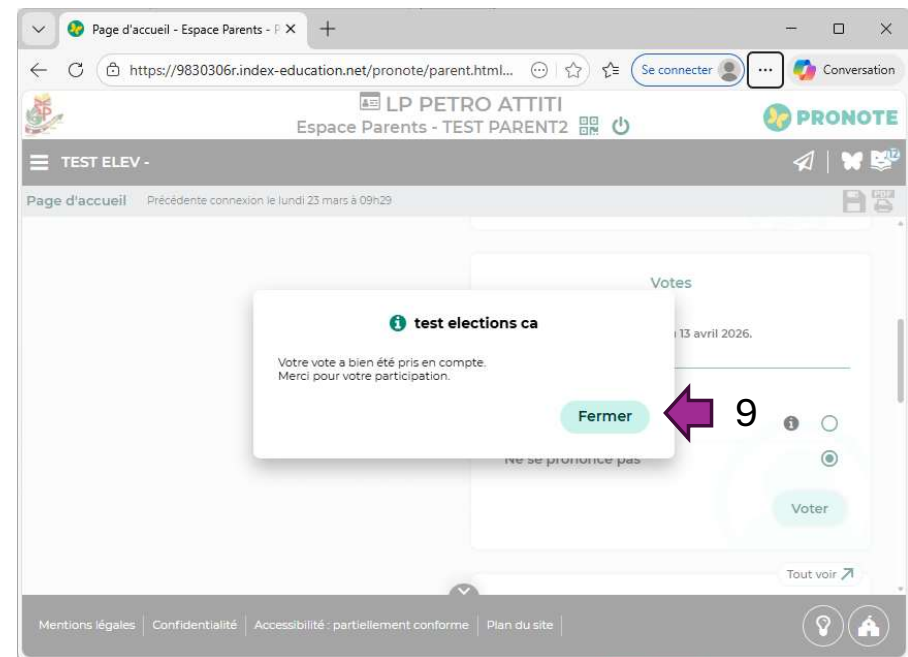 Page d'accueil - Espace Parents - P
https://9830306r.index-education.net/pronote/parent.html...
Se connecter
Conversation
LP PETRO ATTITI
Espace Parents - TEST PARENT2
PRONOTE
TEST ELEV -
12
Page d'accueil Précédente connexion le lundi 23 mars à 09h29
PDF
Votes
13 avril 2026.
test elections ca
Votre vote a bien été pris en compte.
Merci pour votre participation.
Fermer
9
Ne se prononce pas
Voter
Tout voir
Mentions légales Confidentialité Accessibilité : partiellement conforme Plan du site